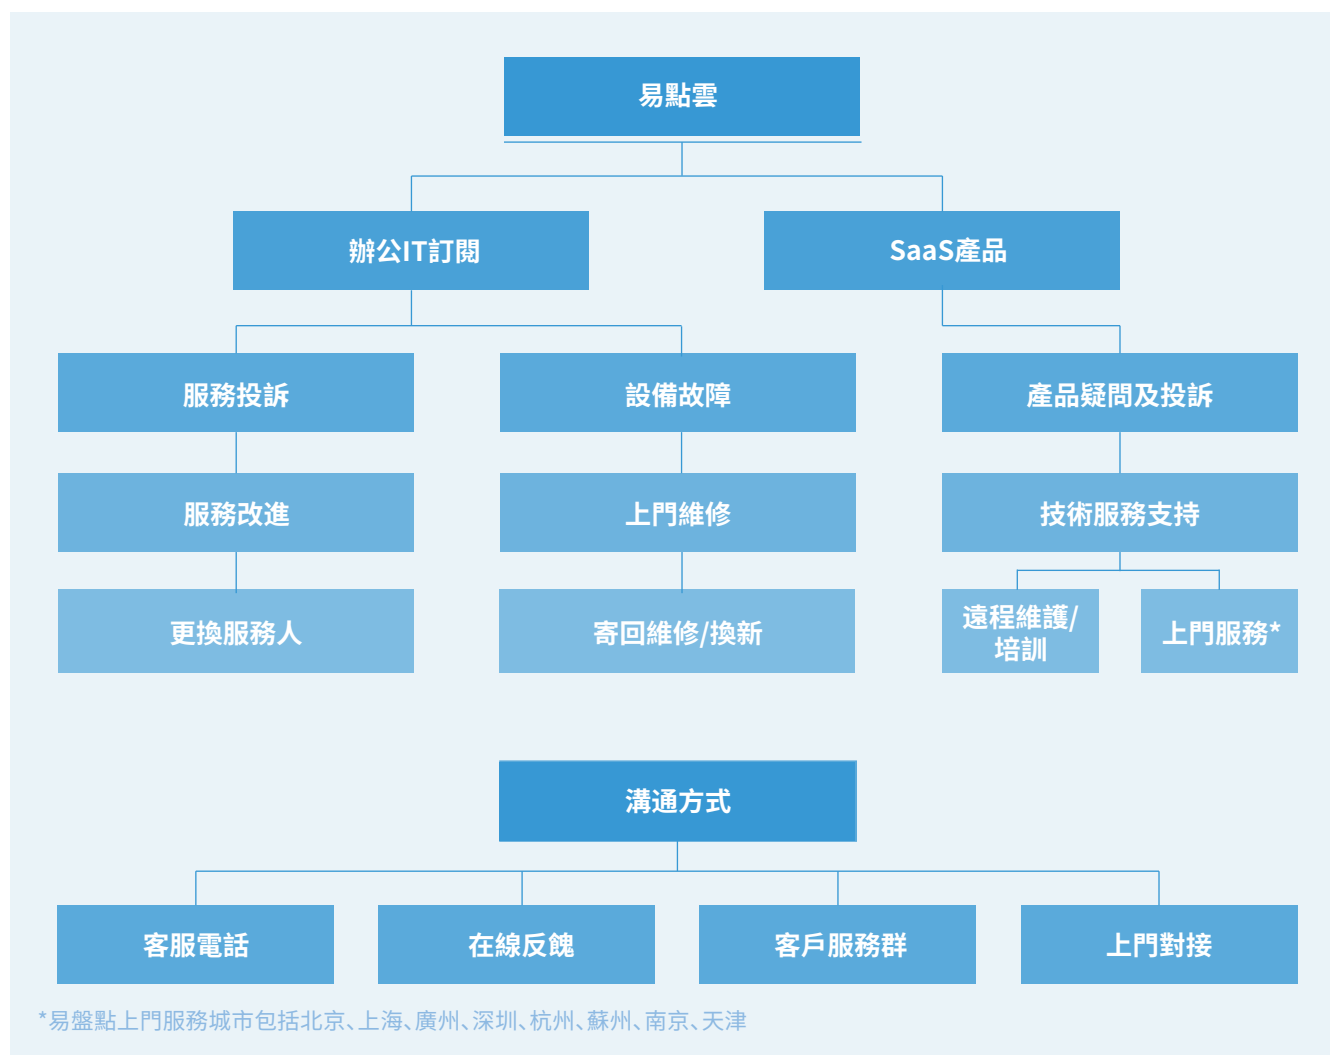 易點雲
辦公IT訂閱
SaaS產品
服務投訴
設備故障
產品疑問及投訴
服務改進
上門維修
技術服務支持
更換服務人
寄回維修/換新
遠程維護/
培訓
上門服務*
溝通方式
客服電話
在線反餽
客戶服務群
上門對接
*易盤點上門服務城市包括北京、上海、廣州、深圳、杭州、蘇州、南京、天津